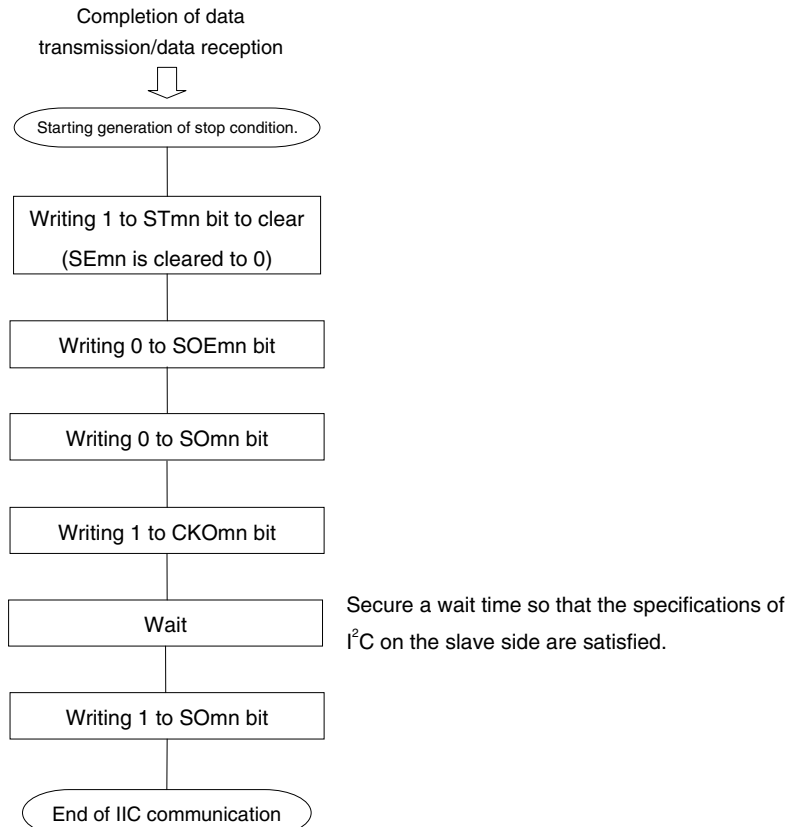 Completion of data
transmission/data reception
Starting generation of stop condition.
Writing 1 to STmn bit to clear
(SEmn is cleared to 0)
Writing 0 to SOEmn bit
Writing 0 to SOmn bit
Writing 1 to CKOmn bit
Wait
Secure a wait time so that the specifications of
I²C on the slave side are satisfied.
Writing 1 to SOmn bit
End of IIC communication